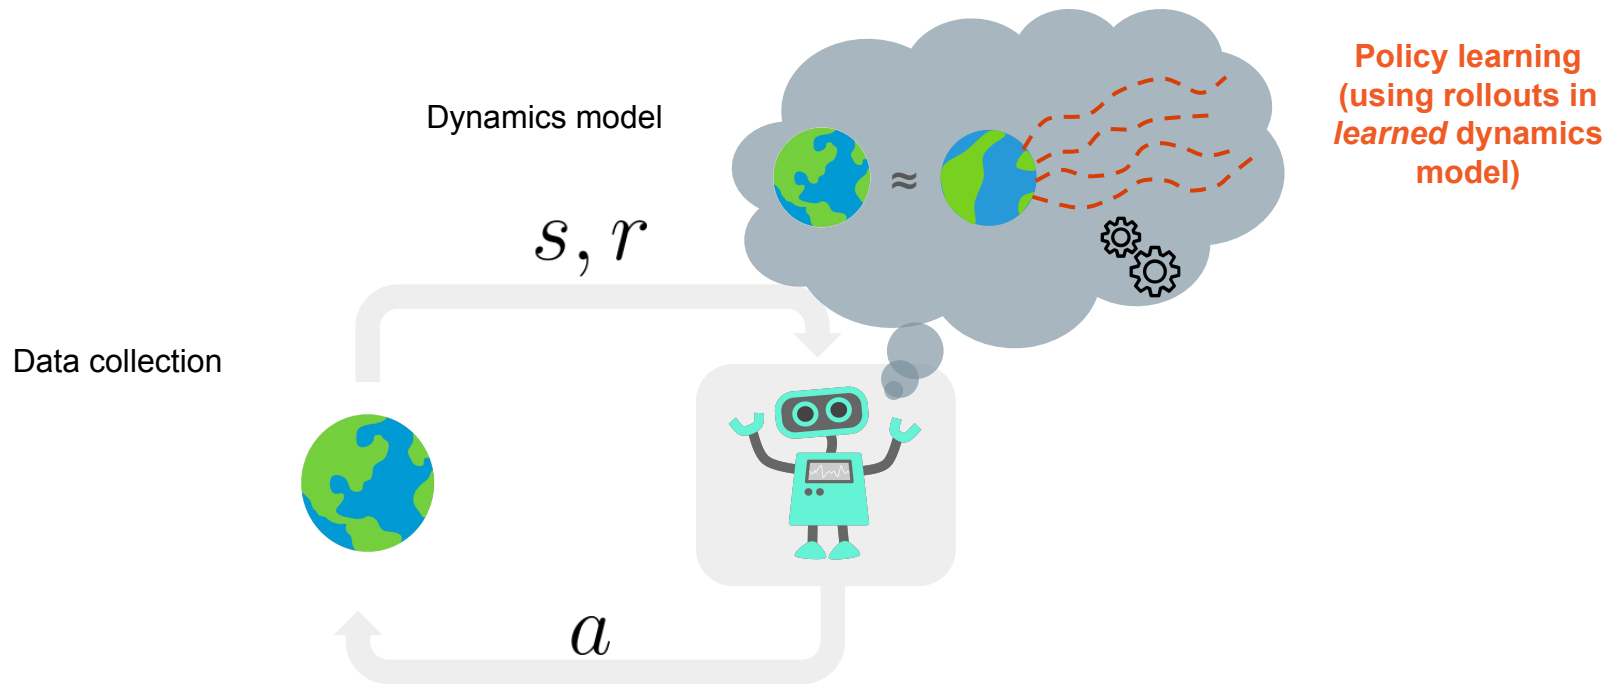 Policy learning
(using rollouts in
learned dynamics
model)
Dynamics model
≈
s, r
Data collection
a